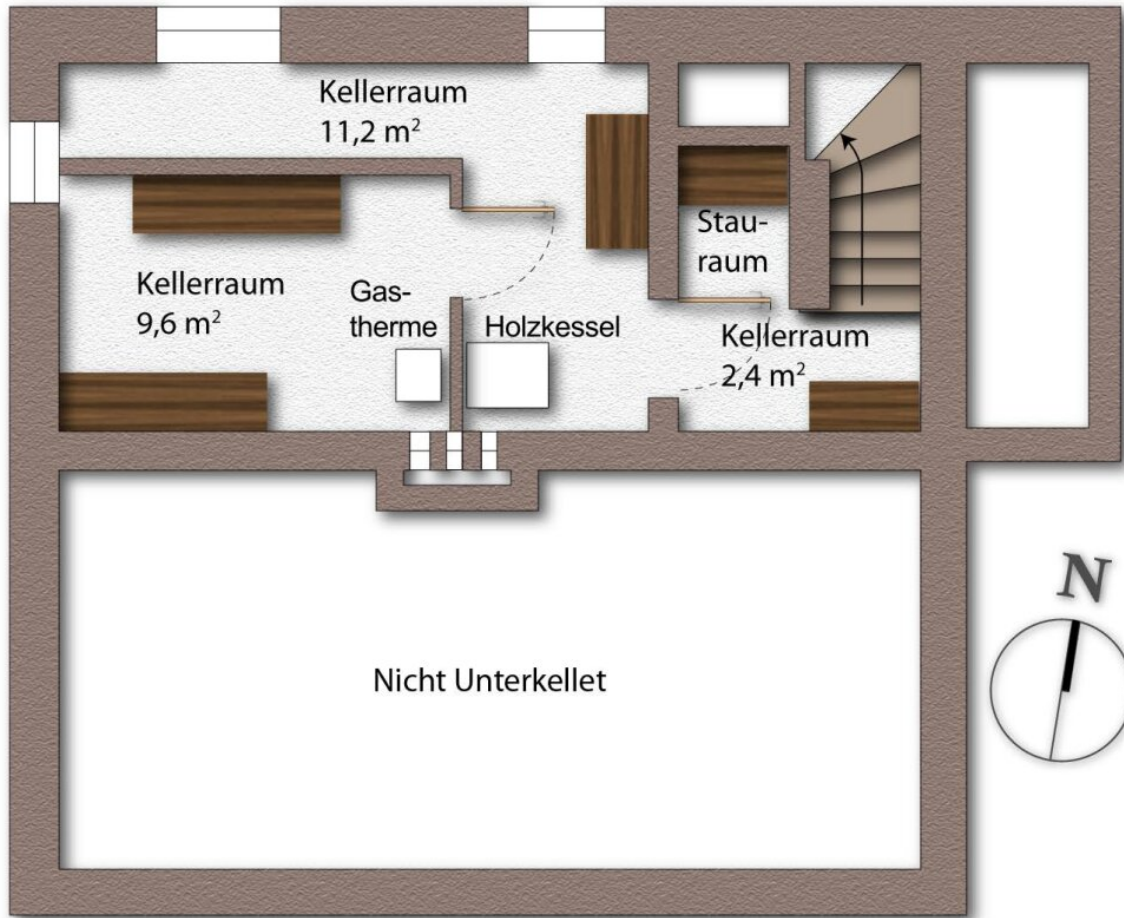 Kellerraum
11,2 m²
Stau-
raum
Kellerraum
9,6 m²
Gas-
therme
Holzkessel
Kellerraum
2,4 m²
N
Nicht Unterkellet